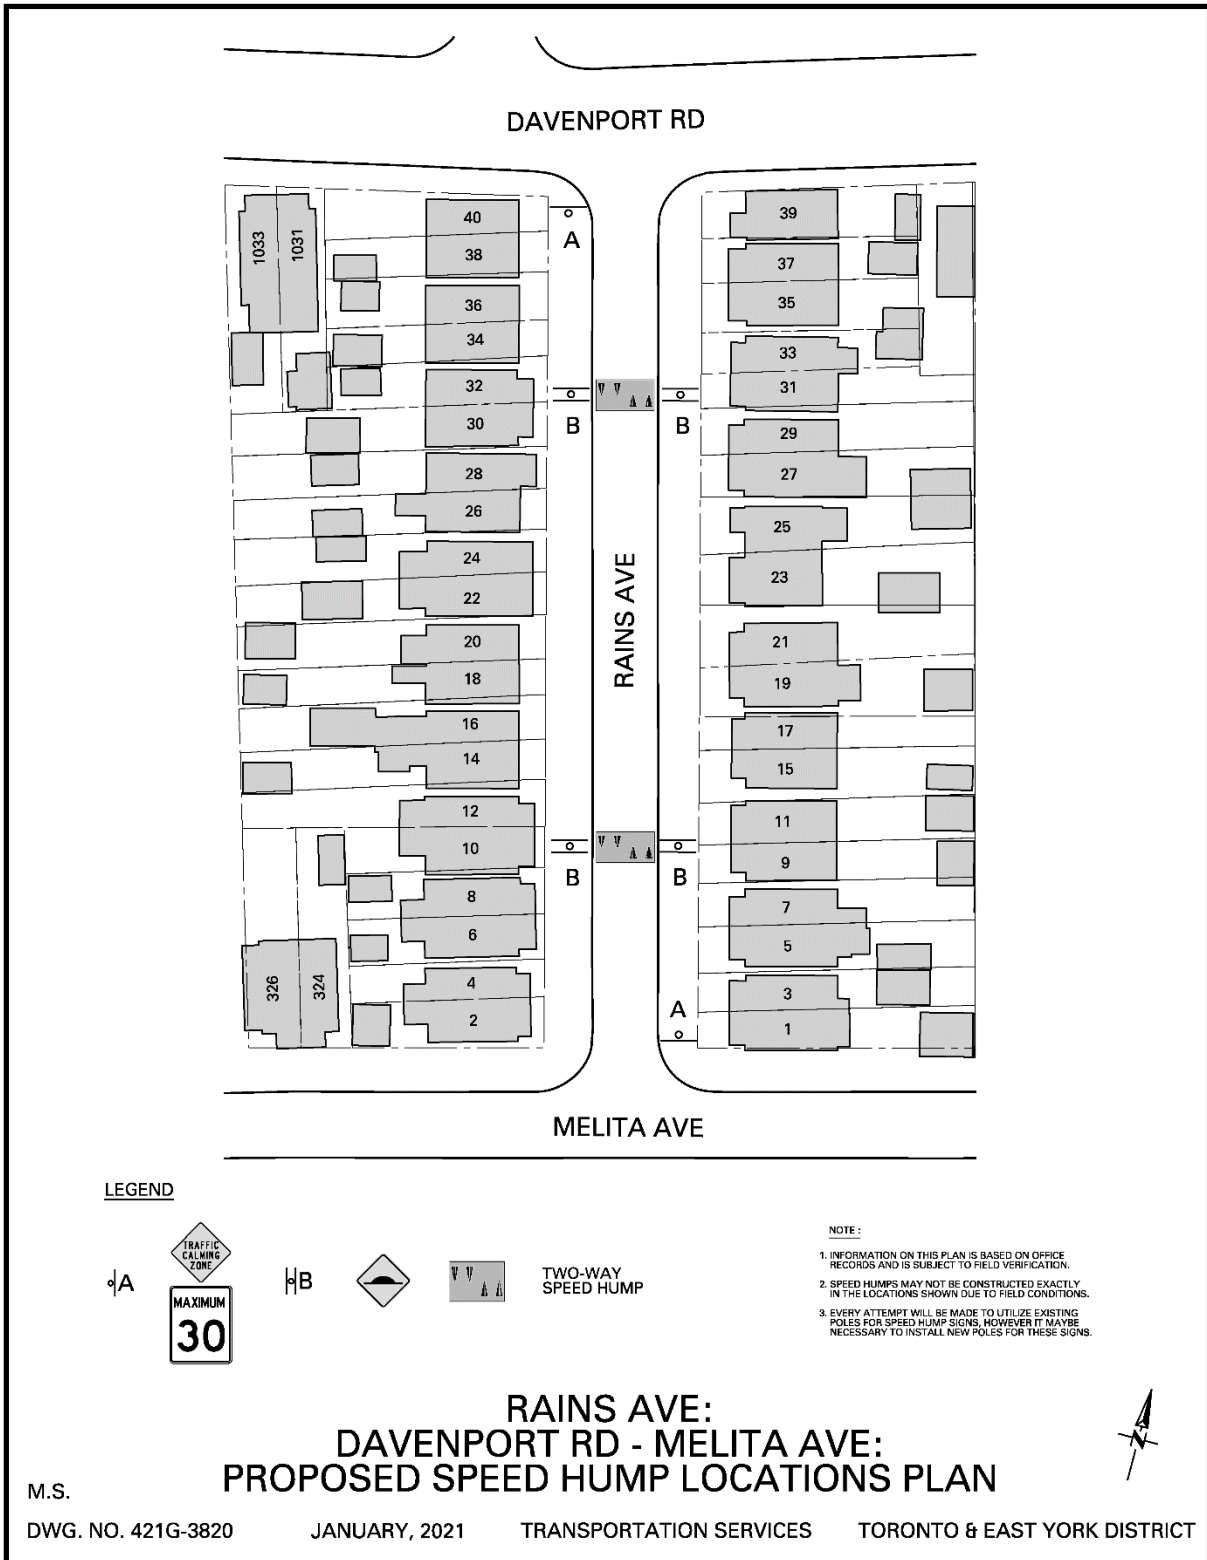 DAVENPORT RD
1033
1031
40
38
36
34
32
30
28
26
24
22
20
18
16
14
12
10
8
6
4
2
326
324
A
B
B
RAINS AVE
B
B
A
39
37
35
33
31
29
27
25
23
21
19
17
15
11
9
7
5
3
1
MELITA AVE
LEGEND
A
TRAFFIC
CALMING
ZONE
MAXIMUM
30
B
TWO-WAY
SPEED HUMP
NOTE :
1. INFORMATION ON THIS PLAN IS BASED ON OFFICE
RECORDS AND IS SUBJECT TO FIELD VERIFICATION.
2. SPEED HUMPS MAY NOT BE CONSTRUCTED EXACTLY
IN THE LOCATIONS SHOWN DUE TO FIELD CONDITIONS.
3. EVERY ATTEMPT WILL BE MADE TO UTILIZE EXISTING
POLES FOR SPEED HUMP SIGNS, HOWEVER IT MAYBE
NECESSARY TO INSTALL NEW POLES FOR THESE SIGNS.
RAINS AVE:
DAVENPORT RD - MELITA AVE:
PROPOSED SPEED HUMP LOCATIONS PLAN
N
M.S.
DWG. NO. 421G-3820 JANUARY, 2021 TRANSPORTATION SERVICES TORONTO & EAST YORK DISTRICT